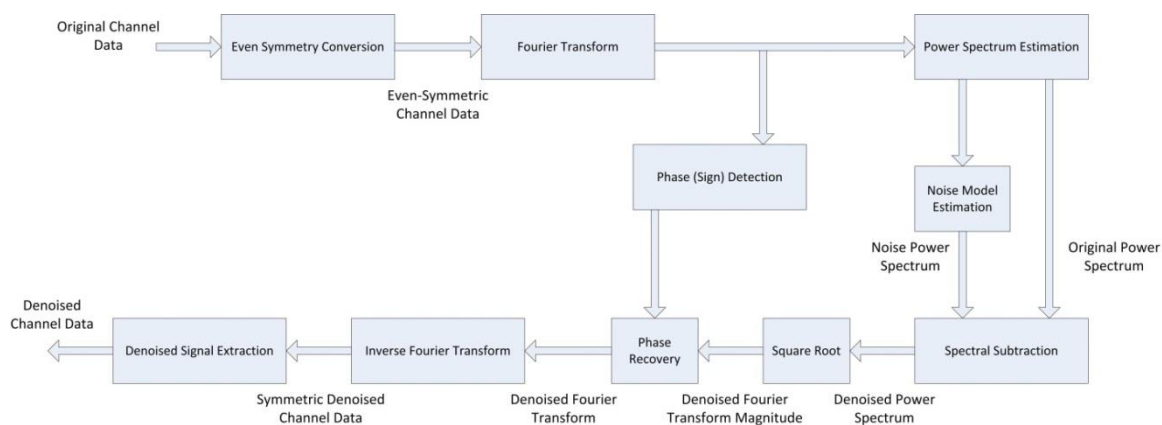 Original Channel
Data
Even Symmetry Conversion
Fourier Transform
Power Spectrum Estimation
Even-Symmetric
Channel Data
Phase (Sign) Detection
Noise Model
Estimation
Noise Power
Spectrum
Original Power
Spectrum
Denoised
Channel Data
Denoised Signal Extraction
Inverse Fourier Transform
Phase
Recovery
Square Root
Spectral Subtraction
Symmetric Denoised
Channel Data
Denoised Fourier
Transform
Denoised Fourier
Transform Magnitude
Denoised Power
Spectrum